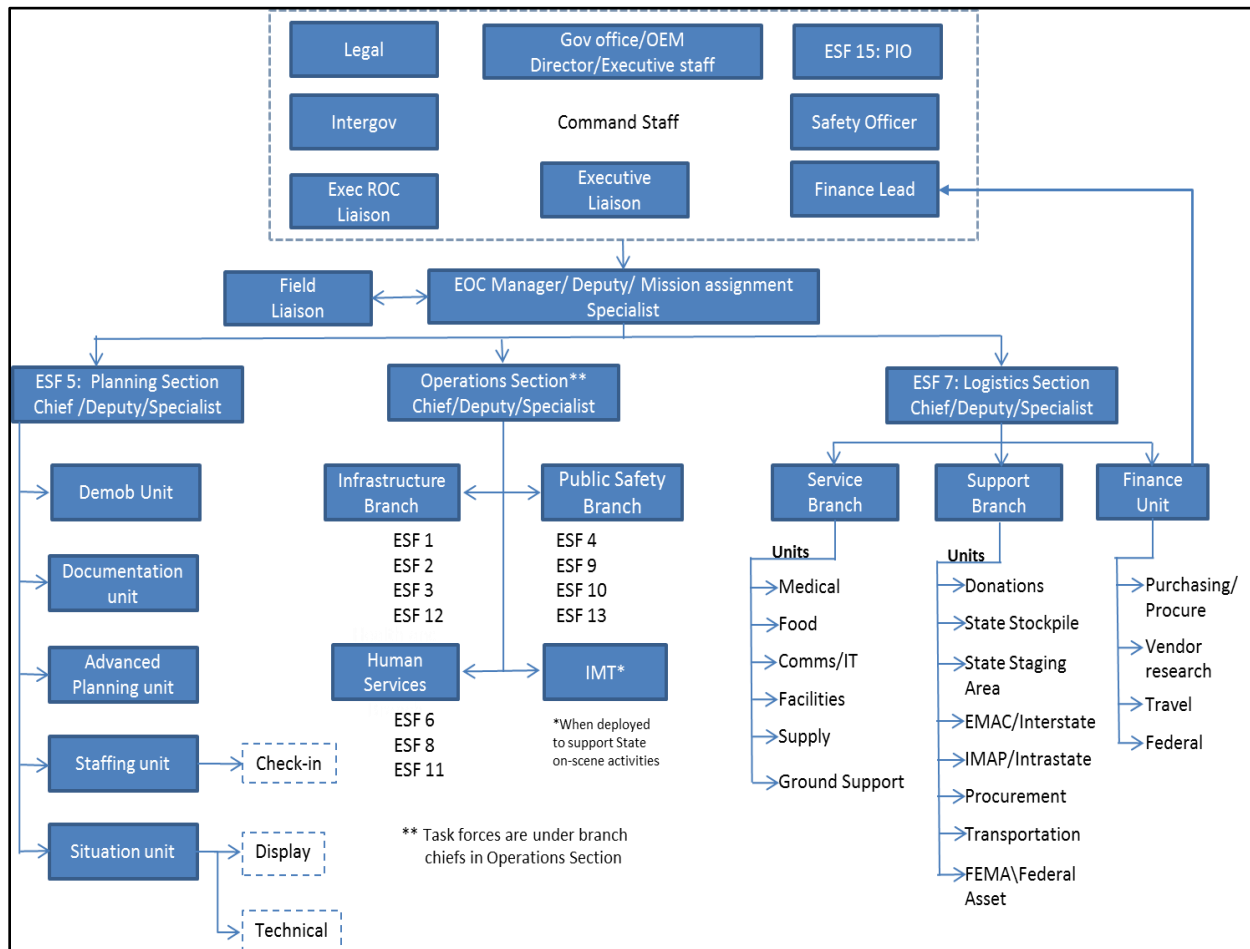 Legal
Gov office/OEM
Director/Executive staff
ESF 15: PIO
Intergov
Command Staff
Safety Officer
Exec ROC
Liaison
Executive
Liaison
Finance Lead
Field
Liaison
EOC Manager/ Deputy/ Mission assignment
Specialist
ESF 5:  Planning Section
Chief /Deputy/Specialist
Operations Section**
Chief/Deputy/Specialist
ESF 7: Logistics Section
Chief/Deputy/Specialist
Demob Unit
Documentation
unit
Advanced
Planning unit
Staffing unit
Check-in
Situation unit
Display
Technical
Infrastructure
Branch
ESF 1
ESF 2
ESF 3
ESF 12
Public Safety
Branch
ESF 4
ESF 9
ESF 10
ESF 13
Human
Services
ESF 6
ESF 8
ESF 11
IMT*
*When deployed
to support State
on-scene activities
** Task forces are under branch
chiefs in Operations Section
Service
Branch
Units
Medical
Food
Comms/IT
Facilities
Supply
Ground Support
Support
Branch
Units
Donations
State Stockpile
State Staging
Area
EMAC/Interstate
IMAP/Intrastate
Procurement
Transportation
FEMA\Federal
Asset
Finance
Unit
Purchasing/
Procure
Vendor
research
Travel
Federal